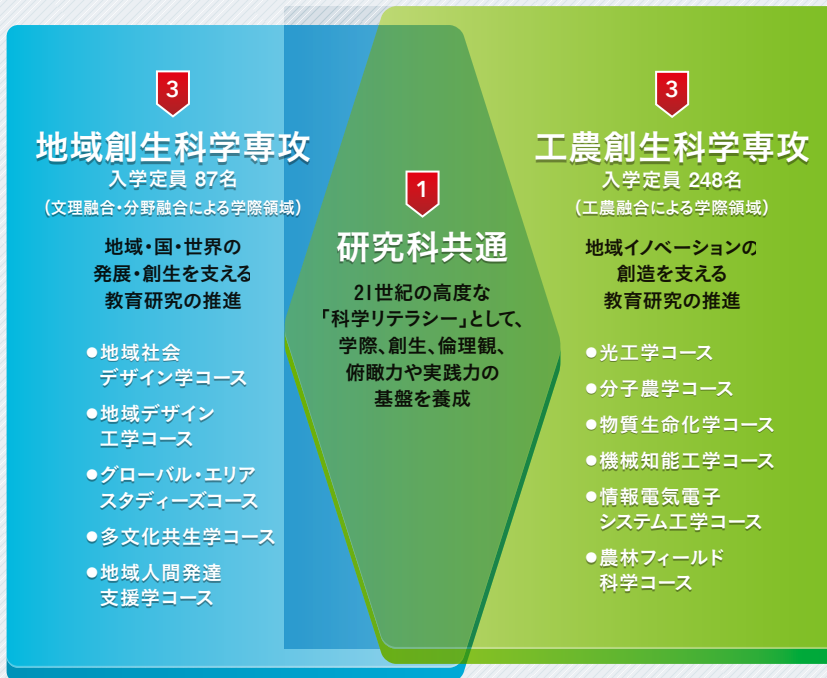 3
地域創生科学専攻
入学定員 87名
(文理融合・分野融合による学際領域)
地域・国・世界の
発展・創生を支える
教育研究の推進
●地域社会
デザイン学コース
●地域デザイン
工学コース
●グローバル・エリア
スタディーズコース
●多文化共生学コース
●地域人間発達
支援学コース
1
研究科共通
21世紀の高度な
「科学リテラシー」として、
学際、創生、倫理観、
俯瞰力や実践力の
基盤を養成
3
工農創生科学専攻
入学定員 248名
(工農融合による学際領域)
地域イノベーションの
創造を支える
教育研究の推進
●光工学コース
●分子農学コース
●物質生命化学コース
●機械知能工学コース
●情報電気電子
システム工学コース
●農林フィールド
科学コース